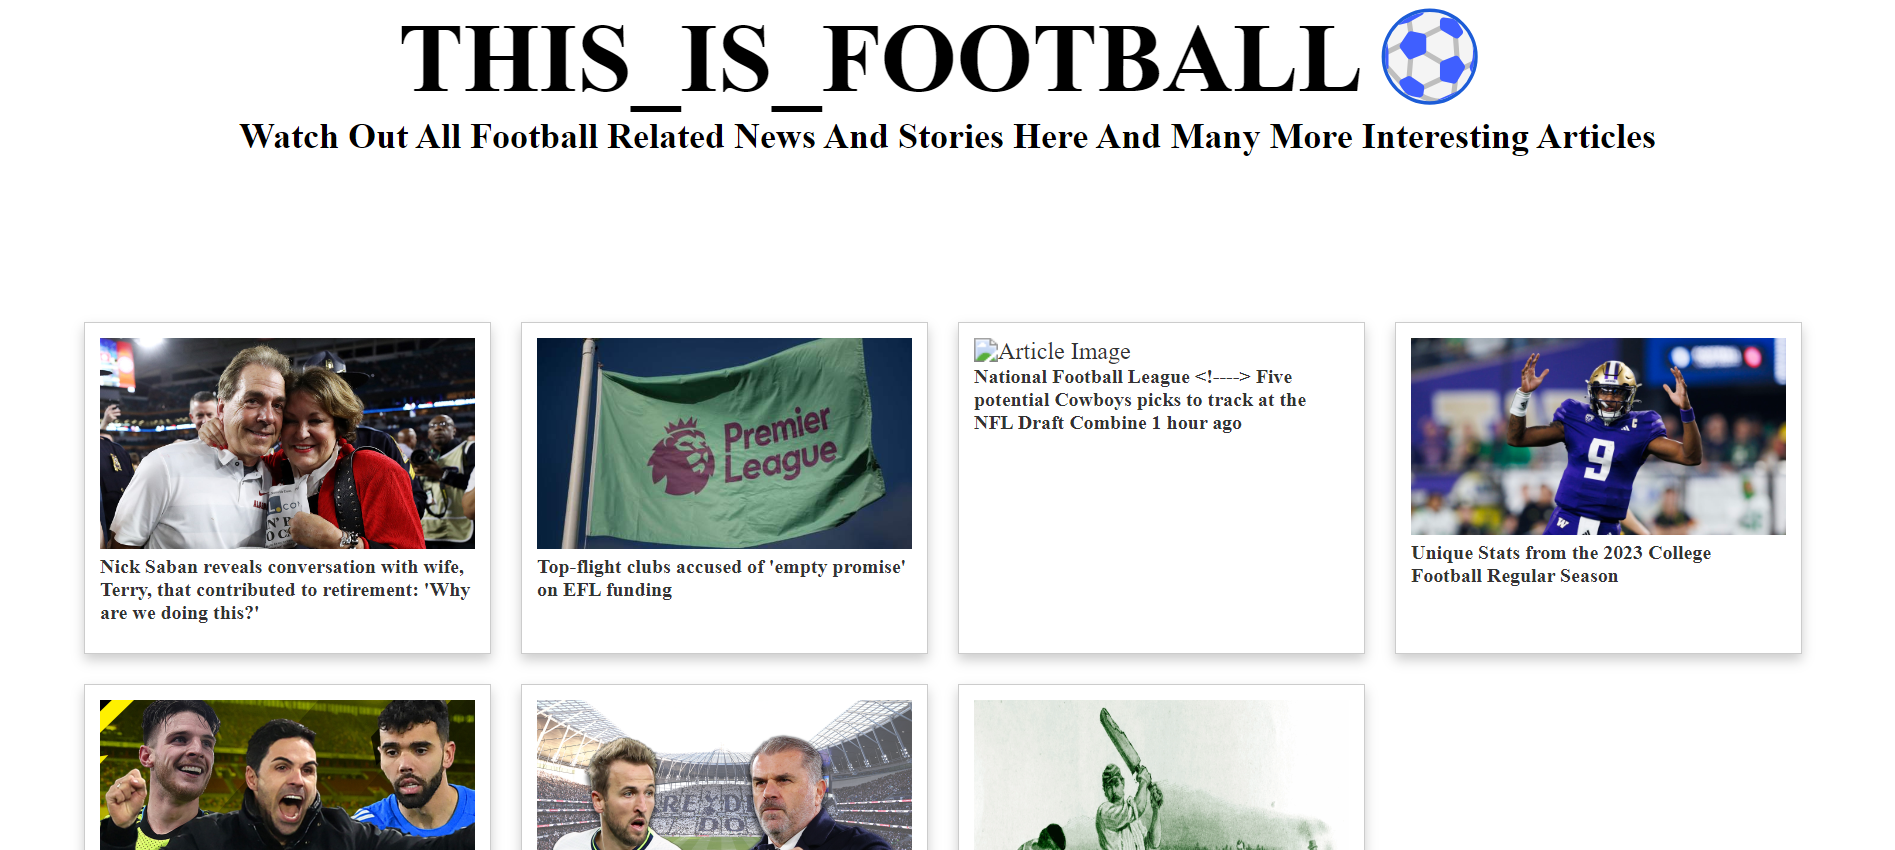 THIS_IS_FOOTBALL
Watch Out All Football Related News And Stories Here And Many More Interesting Articles
Nick Saban reveals conversation with wife,
Terry, that contributed to retirement: 'Why
are we doing this?'
Premier
League
Top-flight clubs accused of 'empty promise'
on EFL funding
Article Image
National Football League <!----> Five
potential Cowboys picks to track at the
NFL Draft Combine 1 hour ago
9
W
Unique Stats from the 2023 College
Football Regular Season